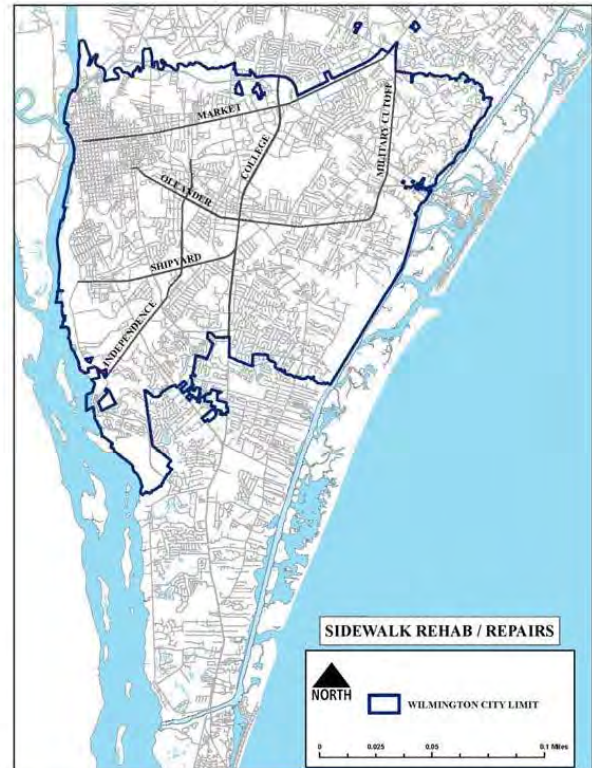 MARKET
COLLEGE
MILITARY CUTOFF
OLEANDER
SHIPYARD
INDEPENDENCE
SIDEWALK REHAB / REPAIRS
NORTH
WILMINGTON CITY LIMIT
0 0.025 0.05 0.1 Miles